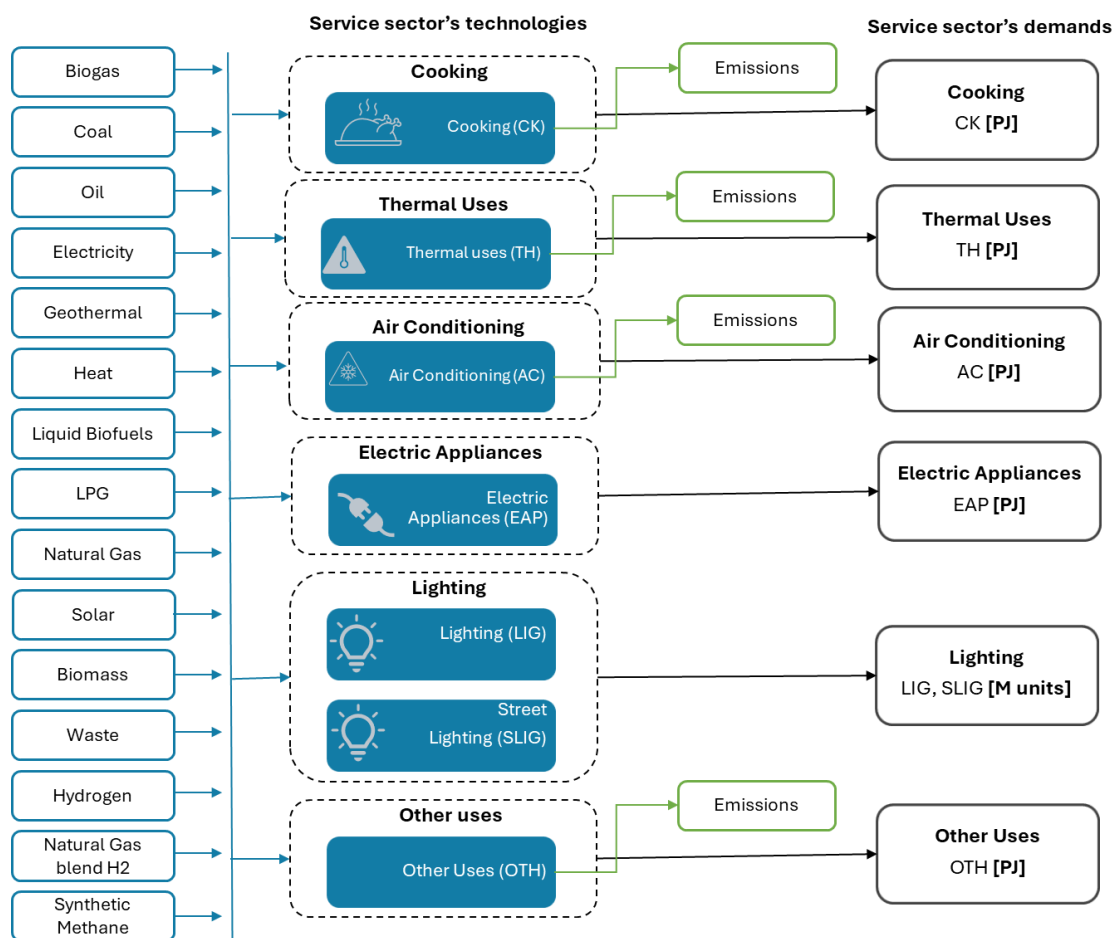 Service sector's technologies
Service sector's demands
Biogas
Coal
Oil
Electricity
Geothermal
Heat
Liquid Biofuels
LPG
Natural Gas
Solar
Biomass
Waste
Hydrogen
Natural Gas
blend H2
Synthetic
Methane
Cooking
Cooking (CK)
Emissions
Cooking
CK [PJ]
Thermal Uses
Thermal uses (TH)
Emissions
Thermal Uses
TH [PJ]
Air Conditioning
Air Conditioning (AC)
Emissions
Air Conditioning
AC [PJ]
Electric Appliances
Electric
Appliances (EAP)
Electric Appliances
EAP [PJ]
Lighting
Lighting (LIG)
Street
Lighting (SLIG)
Lighting
LIG, SLIG [M units]
Other uses
Other Uses (OTH)
Emissions
Other Uses
OTH [PJ]